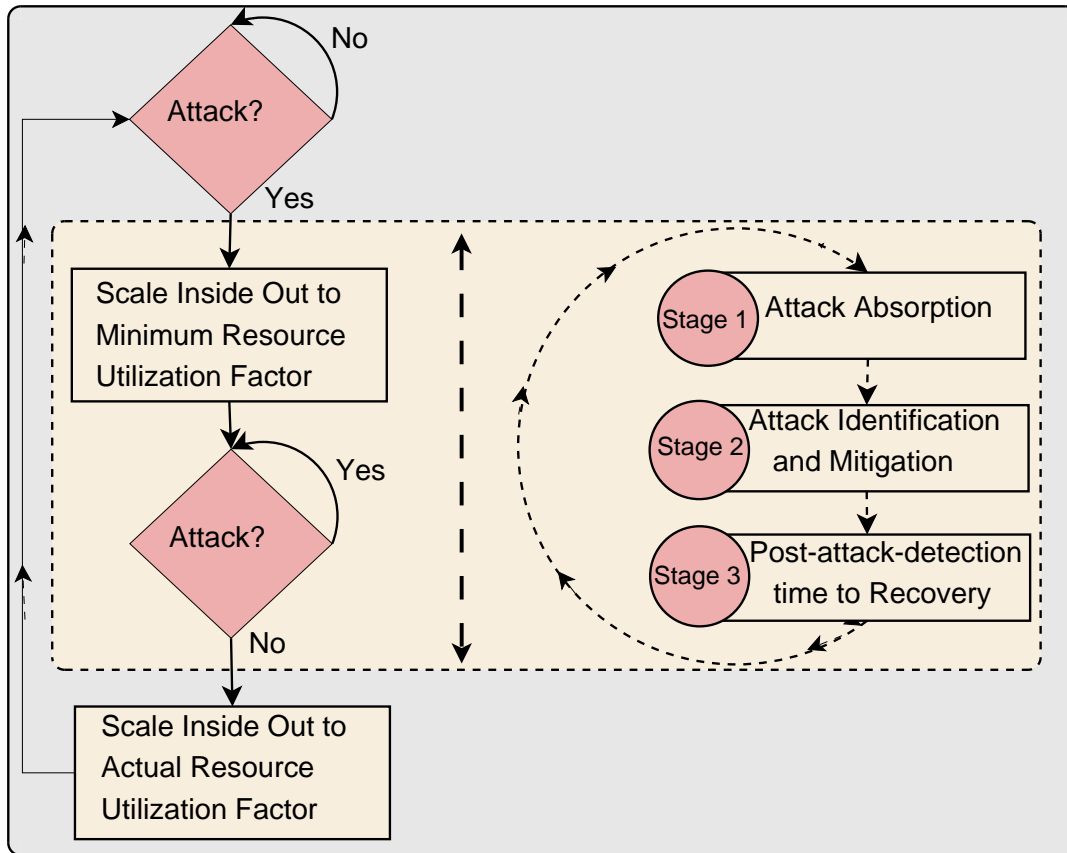 No
Attack?
Yes
Scale Inside Out to
Minimum Resource
Utilization Factor
Yes
Attack?
No
Scale Inside Out to
Actual Resource
Utilization Factor
Stage 1
Attack Absorption
Stage 2
Attack Identification
and Mitigation
Stage 3
Post-attack-detection
time to Recovery